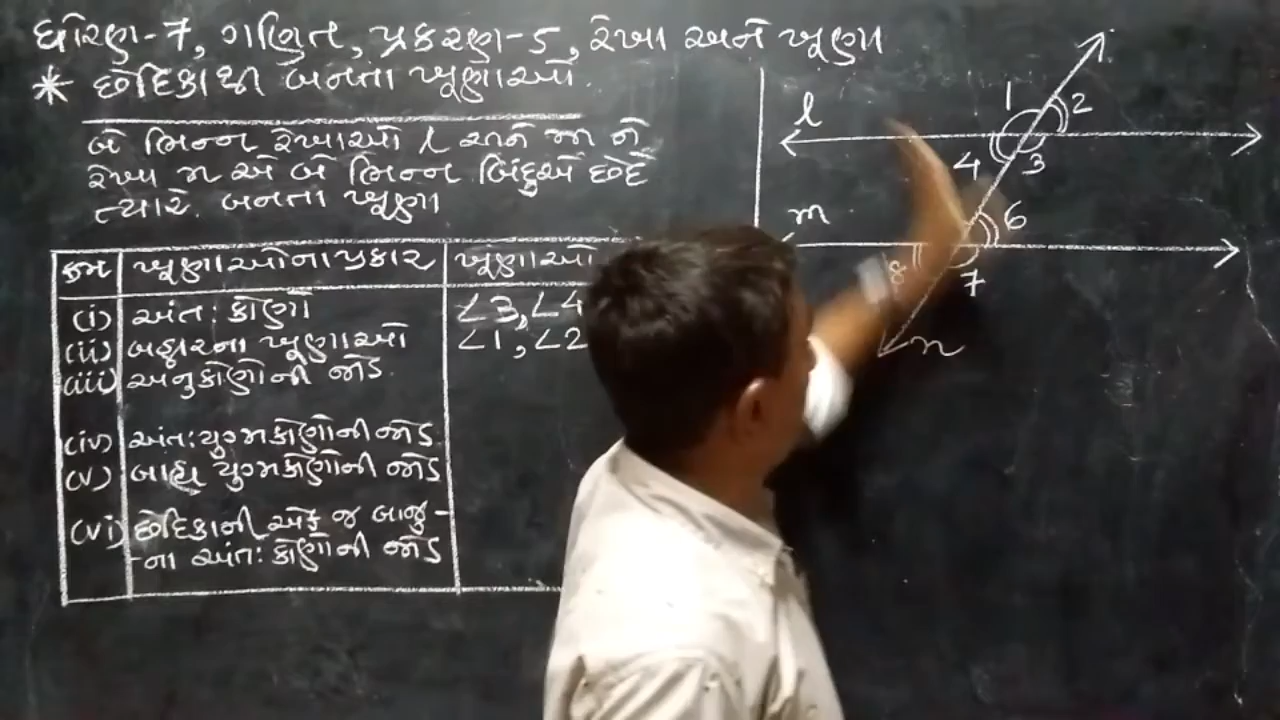 ધોરણ-7, ગણિત, પ્રકરણ-5, રેખા અને ખૂણા
* છેદિકાથી બનતા ખૂણાઓ.
બે ભિન્ન રેખાઓ l અને m ને
રેખા n એ બે ભિન્ન બિંદુએ છેદે
ત્યારે બનતા ખૂણા
ક્રમ ખૂણાઓના પ્રકાર ખૂણાઓ
(i) અંતઃકોણો ∠3,∠4
(ii) બહારના ખૂણાઓ ∠1,∠2
(iii) અનુકોણોની જોડ.
(iv) અંતઃયુગ્મકોણોની જોડ
(v) બાહ્ય યુગ્મકોણોની જોડ
(vi) છેદિકાની એક જ બાજુ-
-ના અંતઃકોણોની જોડ
l
1 2
4 3
m
6
8 7
n